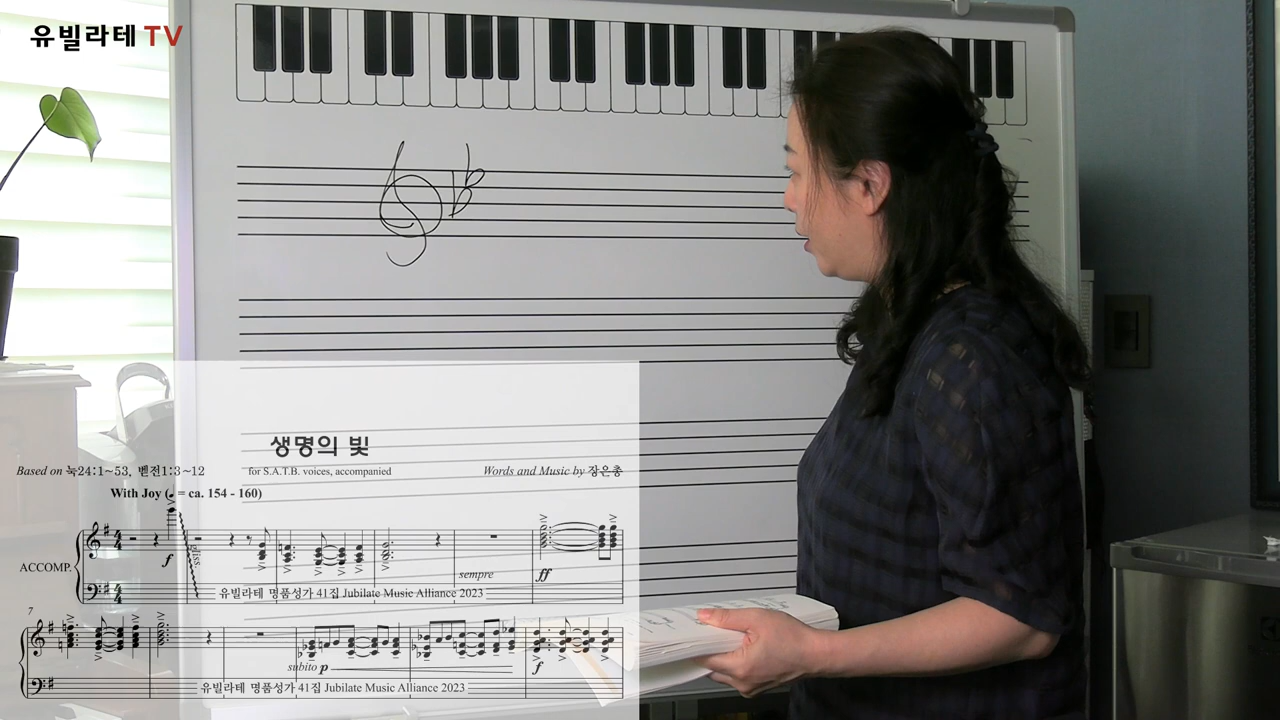 유빌라테 TV
생명의 빛
Based on 눅24:1~53, 벧전1:3~12
for S.A.T.B. voices, accompanied
Words and Music by 장은총
With Joy (♩ = ca. 154 - 160)
ACCOMP.
f
gliss.
sempre
ff
유빌라테 명품성가 41집 Jubilate Music Alliance 2023
7
subito p
f
유빌라테 명품성가 41집 Jubilate Music Alliance 2023